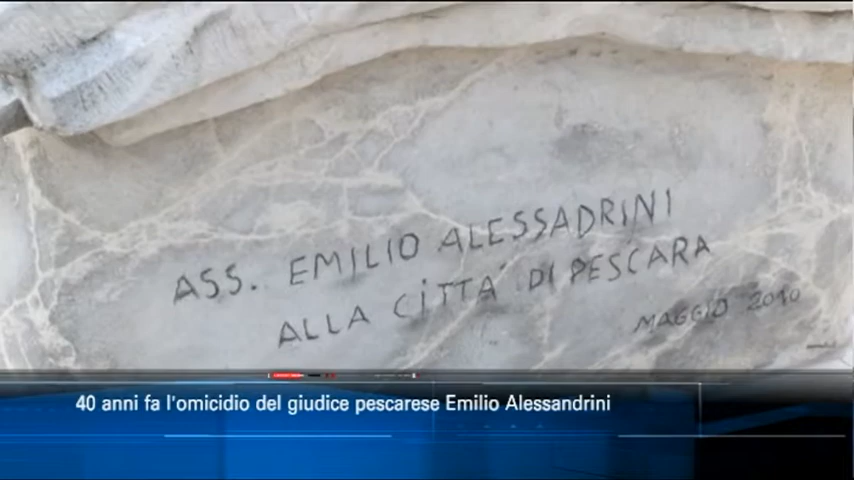 ASS. EMILIO ALESSADRINI
ALLA CITTA' DI PESCARA
MAGGIO 2010
40 anni fa l'omicidio del giudice pescarese Emilio Alessandrini